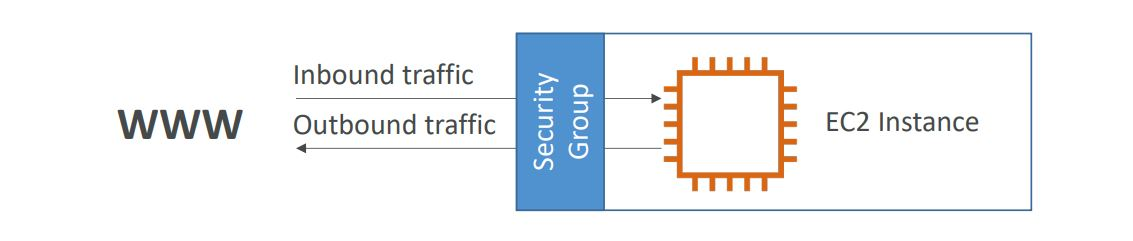 WWW
Inbound traffic
Outbound traffic
Security
Group
EC2 Instance